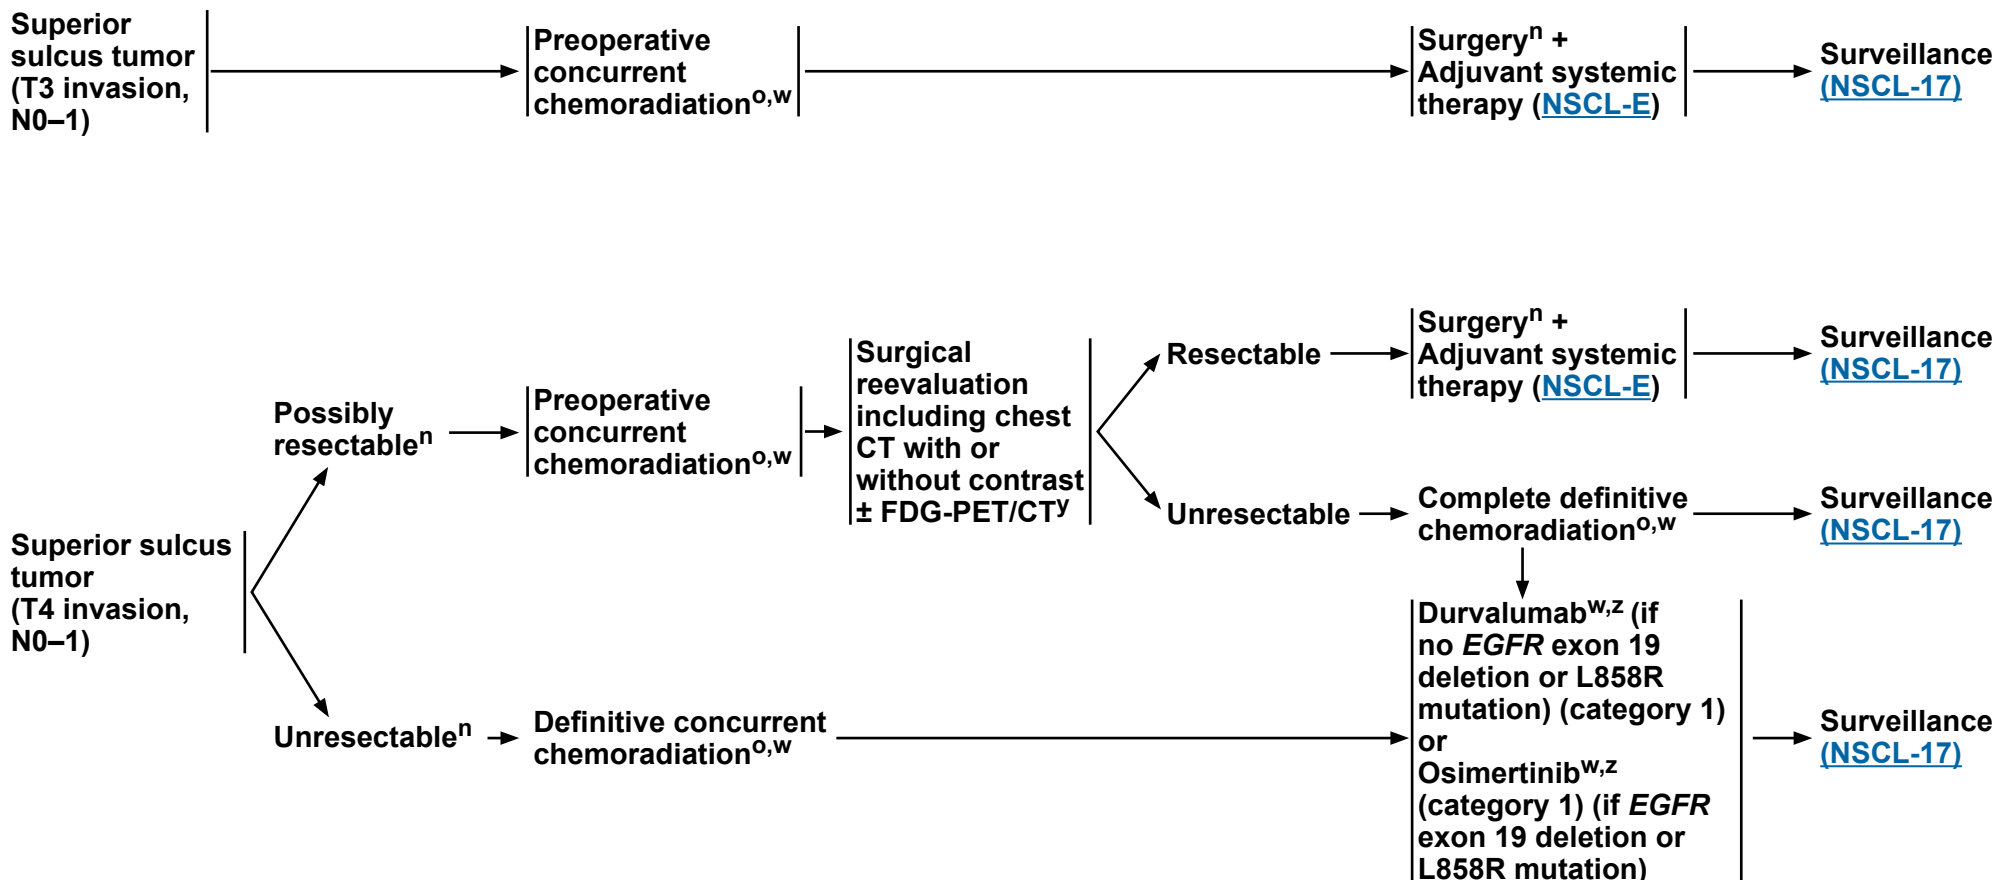 Superior
sulcus tumor
(T3 invasion,
N0–1)
Preoperative
concurrent
chemoradiationo,w
Surgeryn +
Adjuvant systemic
therapy (NSCL-E)
Surveillance
(NSCL-17)
Superior sulcus
tumor
(T4 invasion,
N0–1)
Possibly
resectablen
Preoperative
concurrent
chemoradiationo,w
Surgical
reevaluation
including chest
CT with or
without contrast
± FDG-PET/CTy
Resectable
Surgeryn +
Adjuvant systemic
therapy (NSCL-E)
Surveillance
(NSCL-17)
Unresectable
Complete definitive
chemoradiationo,w
Surveillance
(NSCL-17)
Unresectablen
Definitive concurrent
chemoradiationo,w
Durvalumabw,z (if
no EGFR exon 19
deletion or L858R
mutation) (category 1)
or
Osimertinibw,z
(category 1) (if EGFR
exon 19 deletion or
L858R mutation)
Surveillance
(NSCL-17)